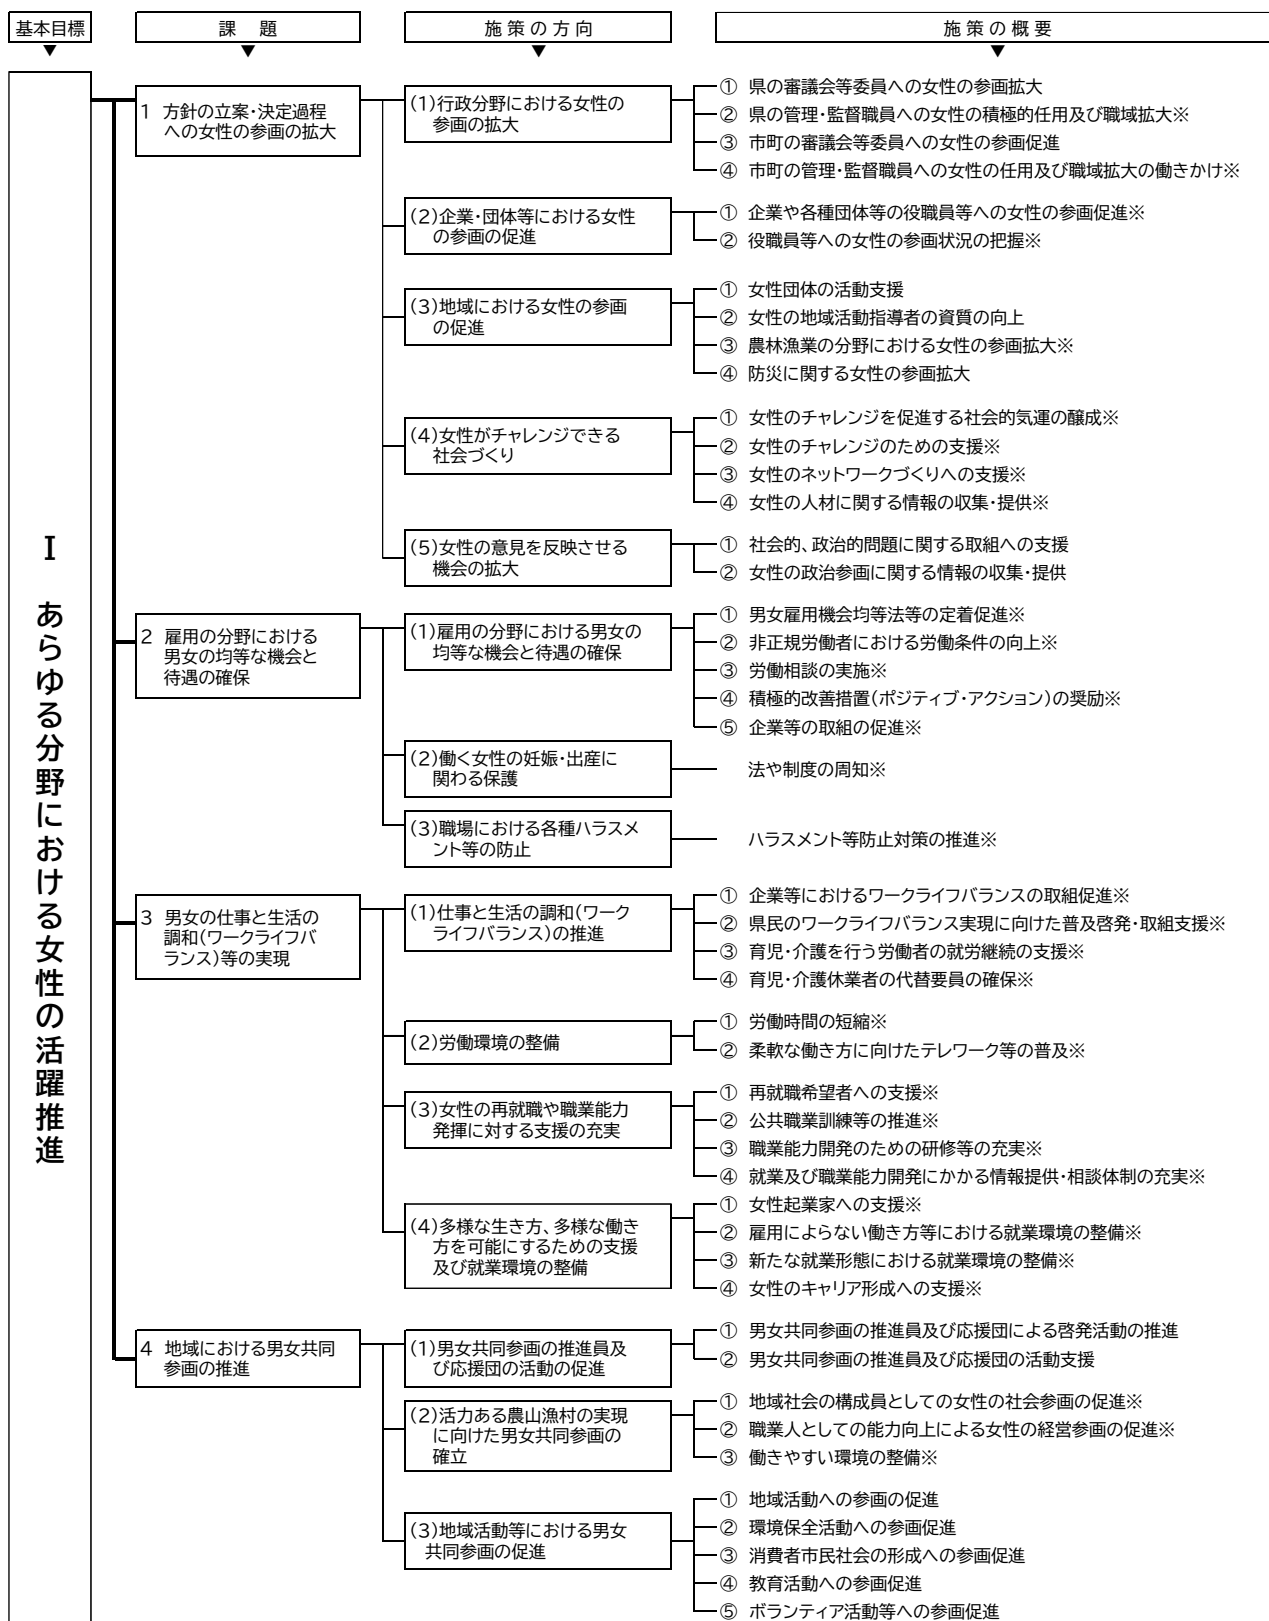 基本目標
課　題
施策の方向
施策の概要
▼
▼
▼
▼
Ⅰ　あらゆる分野における女性の活躍推進
1 方針の立案・決定過程
への女性の参画の拡大
(1)行政分野における女性の
参画の拡大
① 県の審議会等委員への女性の参画拡大
② 県の管理・監督職員への女性の積極的任用及び職域拡大※
③ 市町の審議会等委員への女性の参画促進
④ 市町の管理・監督職員への女性の任用及び職域拡大の働きかけ※
(2)企業・団体等における女性
の参画の促進
① 企業や各種団体等の役職員等への女性の参画促進※
② 役職員等への女性の参画状況の把握※
(3)地域における女性の参画
の促進
① 女性団体の活動支援
② 女性の地域活動指導者の資質の向上
③ 農林漁業の分野における女性の参画拡大※
④ 防災に関する女性の参画拡大
(4)女性がチャレンジできる
社会づくり
① 女性のチャレンジを促進する社会的気運の醸成※
② 女性のチャレンジのための支援※
③ 女性のネットワークづくりへの支援※
④ 女性の人材に関する情報の収集・提供※
(5)女性の意見を反映させる
機会の拡大
① 社会的、政治的問題に関する取組への支援
② 女性の政治参画に関する情報の収集・提供
2 雇用の分野における
男女の均等な機会と
待遇の確保
(1)雇用の分野における男女の
均等な機会と待遇の確保
① 男女雇用機会均等法等の定着促進※
② 非正規労働者における労働条件の向上※
③ 労働相談の実施※
④ 積極的改善措置(ポジティブ・アクション)の奨励※
⑤ 企業等の取組の促進※
(2)働く女性の妊娠・出産に
関わる保護
法や制度の周知※
(3)職場における各種ハラスメ
ント等の防止
ハラスメント等防止対策の推進※
3 男女の仕事と生活の
調和(ワークライフバ
ランス)等の実現
(1)仕事と生活の調和(ワーク
ライフバランス)の推進
① 企業等におけるワークライフバランスの取組促進※
② 県民のワークライフバランス実現に向けた普及啓発・取組支援※
③ 育児・介護を行う労働者の就労継続の支援※
④ 育児・介護休業者の代替要員の確保※
(2)労働環境の整備
① 労働時間の短縮※
② 柔軟な働き方に向けたテレワーク等の普及※
(3)女性の再就職や職業能力
発揮に対する支援の充実
① 再就職希望者への支援※
② 公共職業訓練等の推進※
③ 職業能力開発のための研修等の充実※
④ 就業及び職業能力開発にかかる情報提供・相談体制の充実※
(4)多様な生き方、多様な働き
方を可能にするための支援
及び就業環境の整備
① 女性起業家への支援※
② 雇用によらない働き方等における就業環境の整備※
③ 新たな就業形態における就業環境の整備※
④ 女性のキャリア形成への支援※
4 地域における男女共同
参画の推進
(1)男女共同参画の推進員及
び応援団の活動の促進
① 男女共同参画の推進員及び応援団による啓発活動の推進
② 男女共同参画の推進員及び応援団の活動支援
(2)活力ある農山漁村の実現
に向けた男女共同参画の
確立
① 地域社会の構成員としての女性の社会参画の促進※
② 職業人としての能力向上による女性の経営参画の促進※
③ 働きやすい環境の整備※
(3)地域活動等における男女
共同参画の促進
① 地域活動への参画の促進
② 環境保全活動への参画促進
③ 消費者市民社会の形成への参画促進
④ 教育活動への参画促進
⑤ ボランティア活動等への参画促進